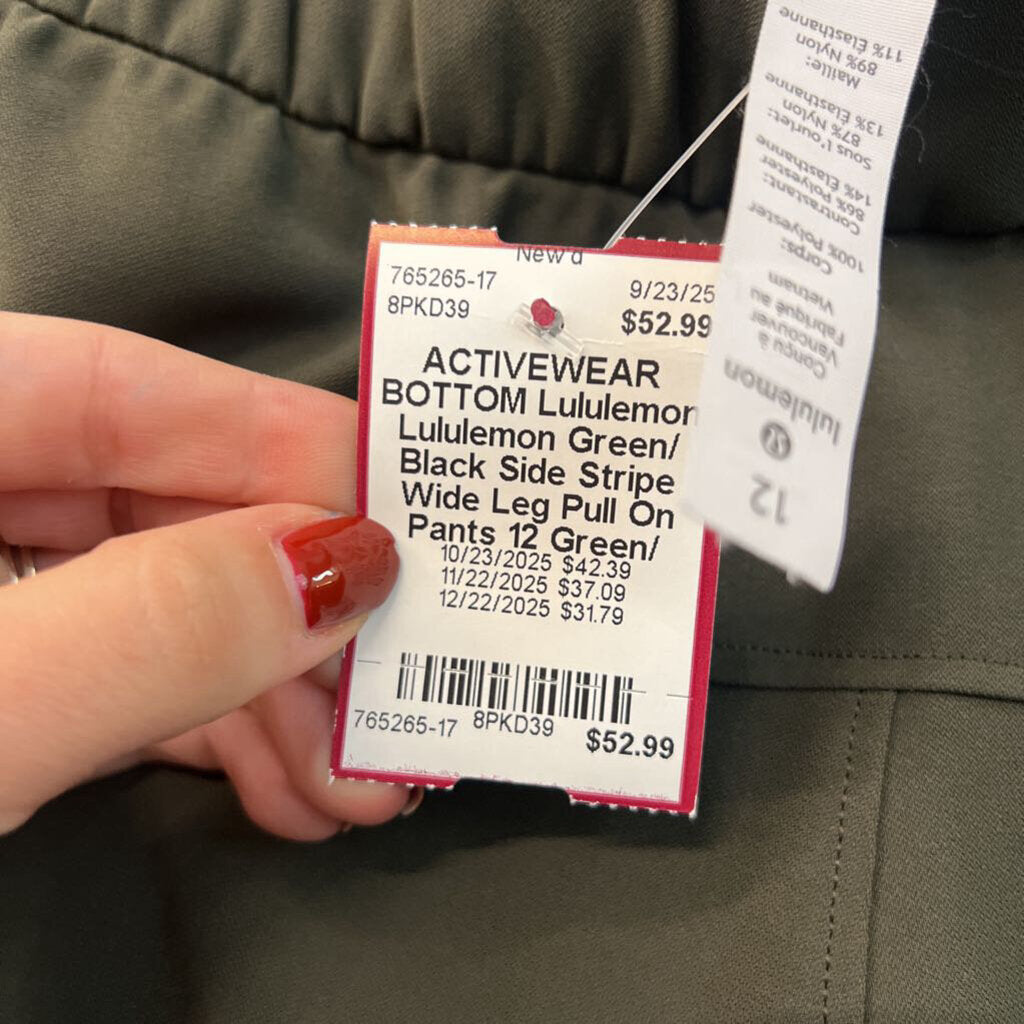 New'd
765265-17
9/23/25
8PKD39
$52.99
ACTIVEWEAR
BOTTOM Lululemon
Lululemon Green/
Black Side Stripe
Wide Leg Pull On
Pants 12 Green/
10/23/2025 $42.39
11/22/2025 $37.09
12/22/2025 $31.79
765265-17 8PKD39
$52.99
12
lululemon
Conçu à
Vancouver
Fabriqué au
Vietnam
Corps:
100% Polyester
Contrastant:
86% Polyester
14% Élasthanne
Sous l'ourlet:
87% Nylon
13% Élasthanne
Maille:
89% Nylon
11% Élasthanne